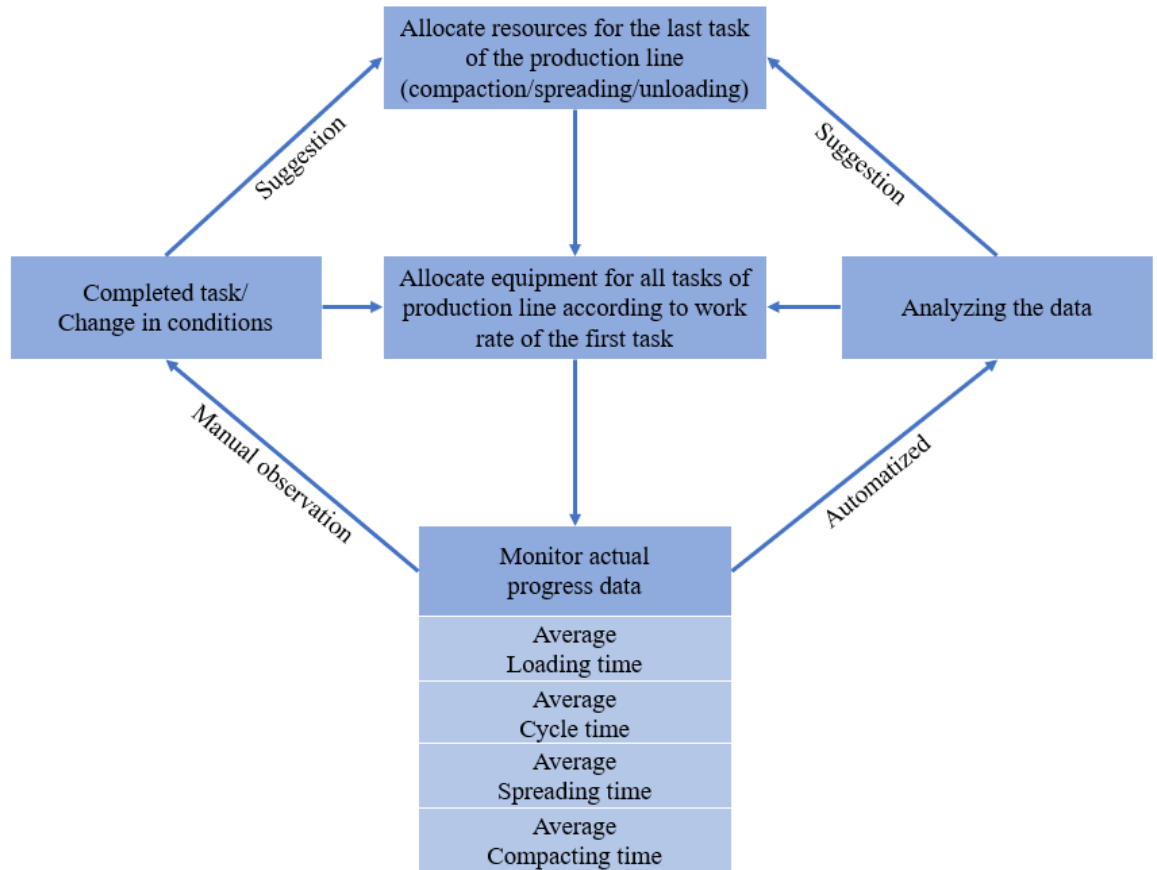 Allocate resources for the last task
of the production line
(compaction/spreading/unloading)
Suggestion
Suggestion
Completed task/
Change in conditions
Allocate equipment for all tasks of
production line according to work
rate of the first task
Analyzing the data
Manual observation
Automatized
Monitor actual
progress data
Average
Loading time
Average
Cycle time
Average
Spreading time
Average
Compacting time